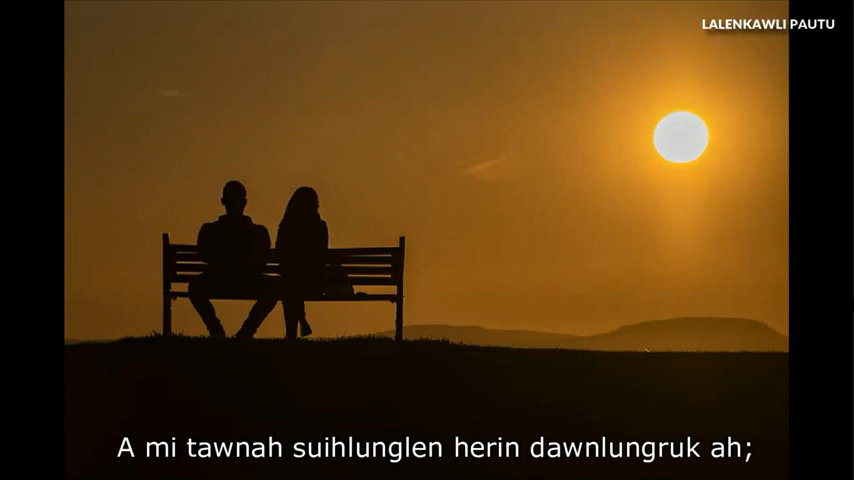 LALENKAWLI PAUTU
A mi tawnah suihlunglen herin dawnlungruk ah;